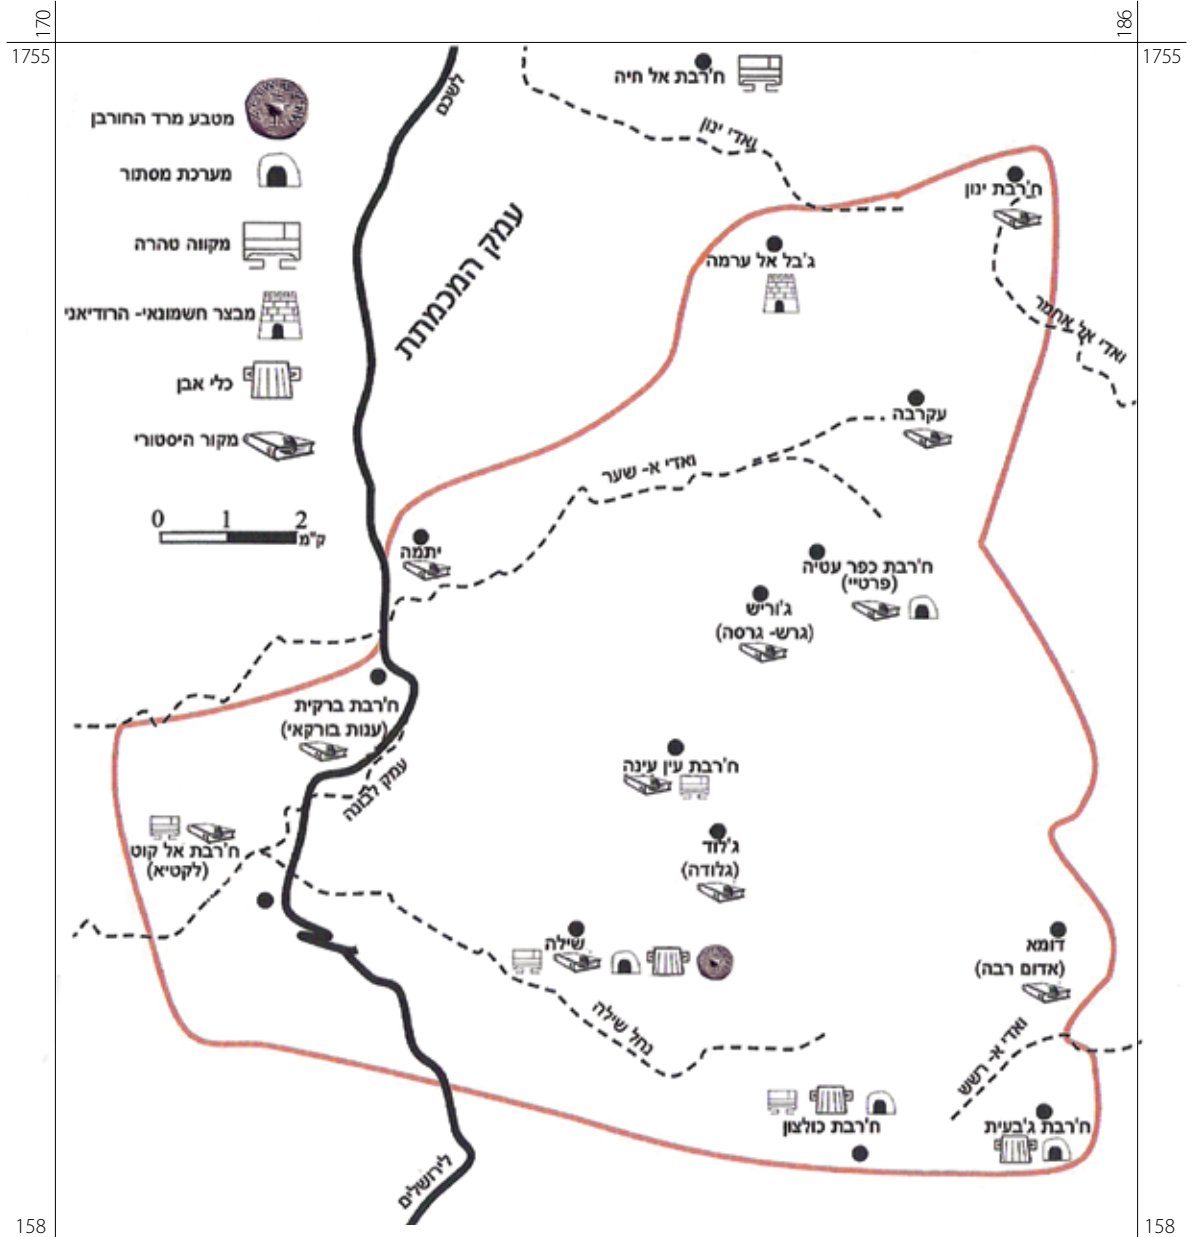 170
186
1755
1755
ח'רבת אל חיה
לשכם
מטבע מרד החורבן
ואדי ינון
מערכת מסתור
ח'רבת ינון
עמק המכמתת
מקווה טהרה
ג'בל אל ערמה
מבצר חשמונאי- הרודיאני
ואדי אל אחמר
כלי אבן
עקרבה
מקור היסטורי
ואדי א- שער
0 1 2
ק"מ
יתמה
ח'רבת כפר עטיה
(פרטיי)
ג'וריש
(גרש- גרסה)
ח'רבת ברקית
(ענות בורקאי)
ח'רבת עין עינה
עמק לבונה
ח'רבת אל קוט
(לקטיא)
ג'לוד
(גלודה)
שילה
דומא
(אדום רבה)
נחל שילה
ואדי א- רשש
ח'רבת כולצון
ח'רבת ג'בעית
לירושלים
158
158